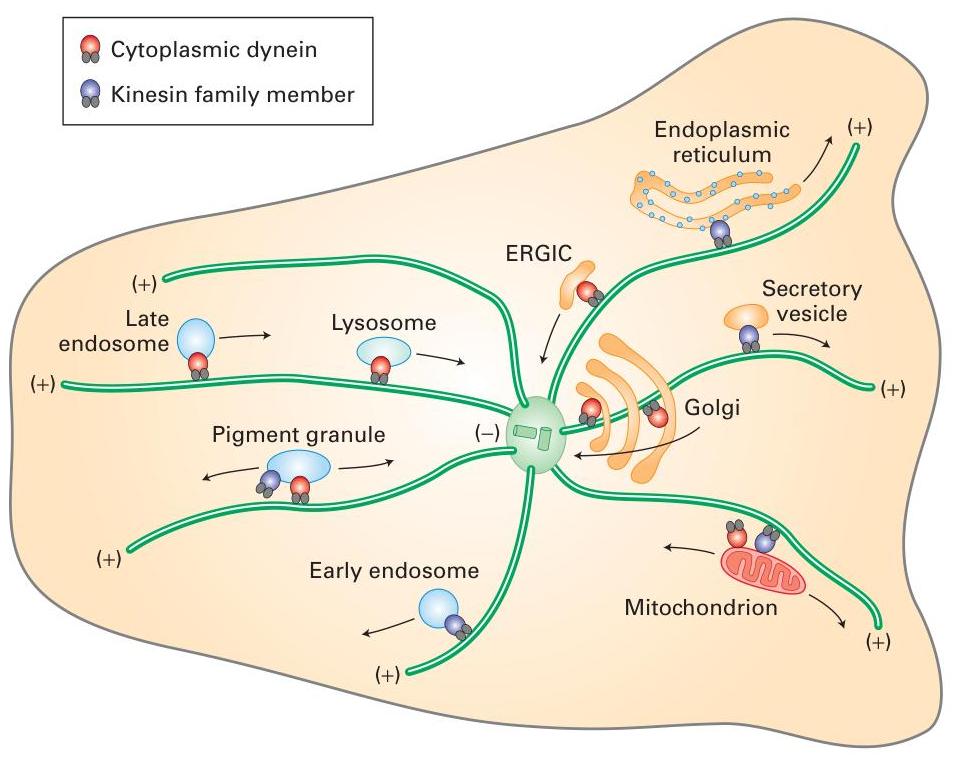 Cytoplasmic dynein
Kinesin family member
Endoplasmic
reticulum
(+)
ERGIC
(+)
Secretory
vesicle
Late
endosome
Lysosome
(+)
(+)
Golgi
(−)
Pigment granule
(+)
Early endosome
Mitochondrion
(+)
(+)